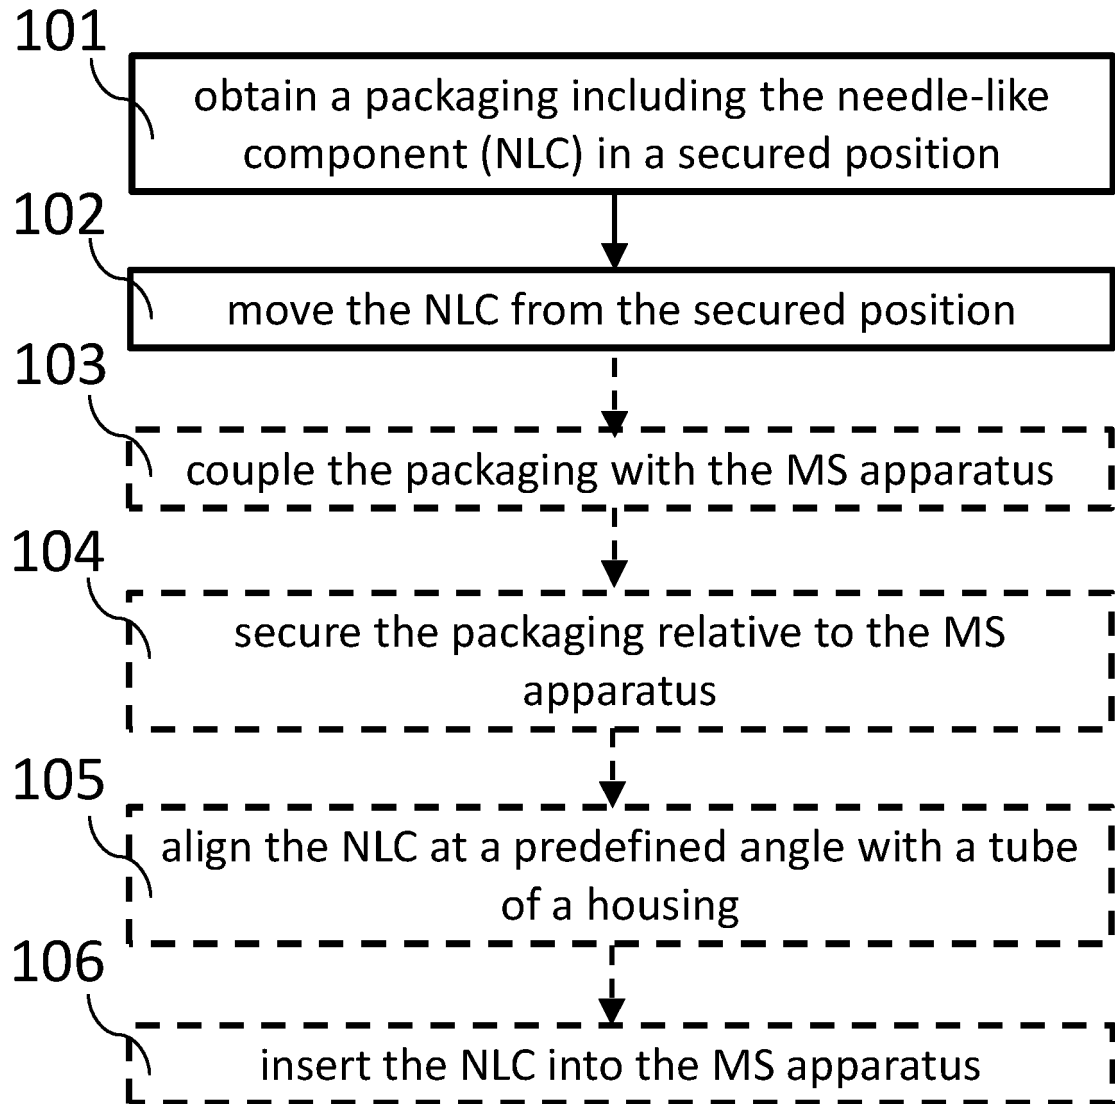 101
obtain a packaging including the needle-like
component (NLC) in a secured position
102
move the NLC from the secured position
103
couple the packaging with the MS apparatus
104
secure the packaging relative to the MS
apparatus
105
align the NLC at a predefined angle with a tube
of a housing
106
insert the NLC into the MS apparatus